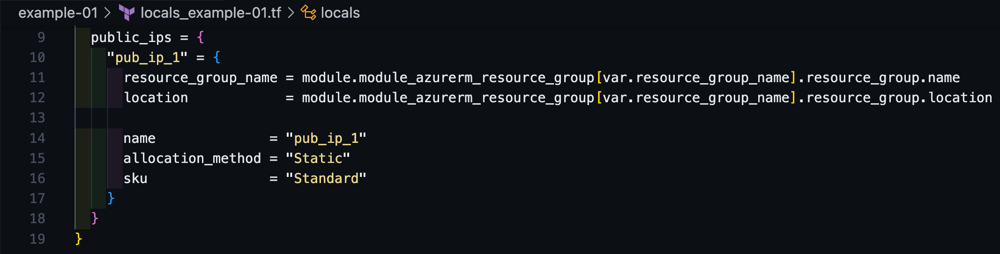 example-01 > locals_example-01.tf > locals
9 public_ips = {
10 "pub_ip_1" = {
11 resource_group_name = module.module_azurerm_resource_group[var.resource_group_name].resource_group.name
12 location = module.module_azurerm_resource_group[var.resource_group_name].resource_group.location
13
14 name = "pub_ip_1"
15 allocation_method = "Static"
16 sku = "Standard"
17 }
18 }
19 }